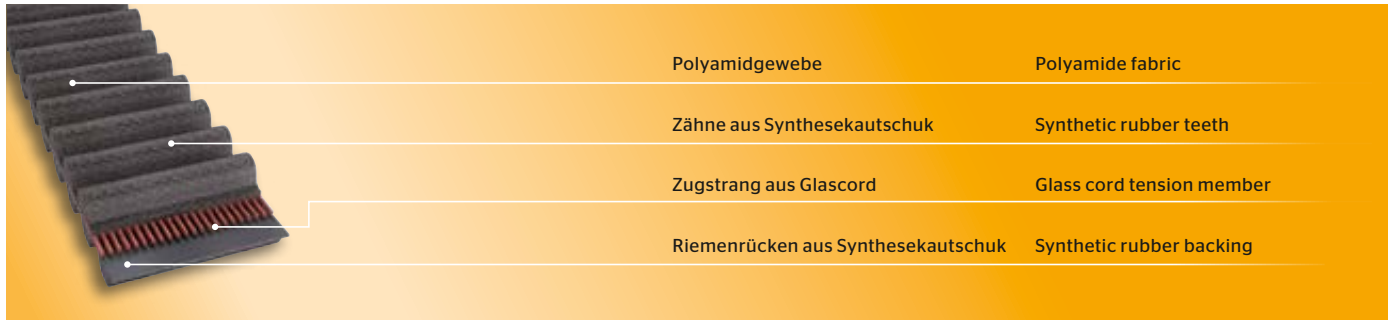 Polyamidgewebe Polyamide fabric
Zähne aus Synthesekautschuk Synthetic rubber teeth
Zugstrang aus Glascord Glass cord tension member
Riemenrücken aus Synthesekautschuk Synthetic rubber backing